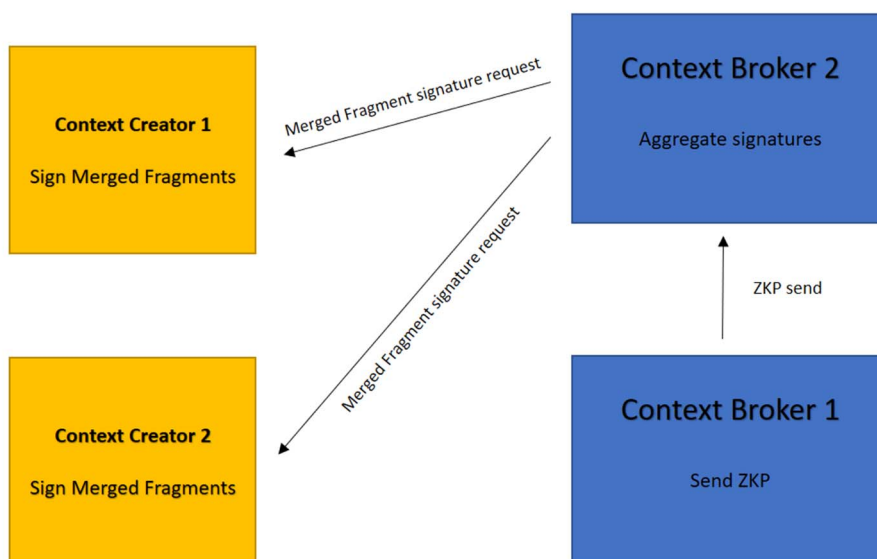 Context Creator 1
Sign Merged Fragments
Merged Fragment signature request
Context Broker 2
Aggregate signatures
Merged Fragment signature request
ZKP send
Context Creator 2
Sign Merged Fragments
Context Broker 1
Send ZKP